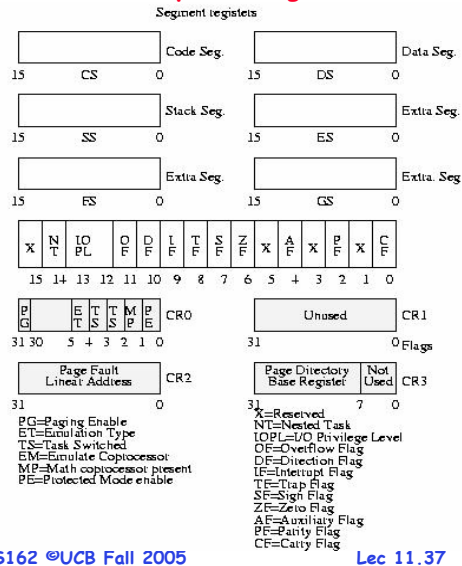 Segment registers
Code Seg. Data Seg.
15 CS 0 15 DS 0
Stack Seg. Extra Seg.
15 SS 0 15 ES 0
Extra Seg. Extra. Seg
15 FS 0 15 GS 0
X NT IOPL OF DF IF TF SF ZF X AF X PF X CF
15 14 13 12 11 10 9 8 7 6 5 4 3 2 1 0
PG ET TS TS MP PE CR0 Unused CR1
31 30 5 4 3 2 1 0 31 0 Flags
Page Fault Linear Address CR2 Page Directory Base Register Not Used CR3
31 0 31 7 0
PG=Paging Enable
ET=Emulation Type
TS=Task Switched
EM=Emulate Coptocessor
MP=Math coptocessor present
PE=Protected Mode enable
X=Reserved
NT=Nested Task
IOPL=I/O Privilege Level
OF=Overflow Flag
DF=Direction Flag
IF=Interrupt Flag
TF=Trap Flag
SF=Sign Flag
ZF=Zero Flag
AF=Auxiliary Flag
PF=Parity Flag
CF=Carry Flag
S162 ©UCB Fall 2005 Lec 11.37